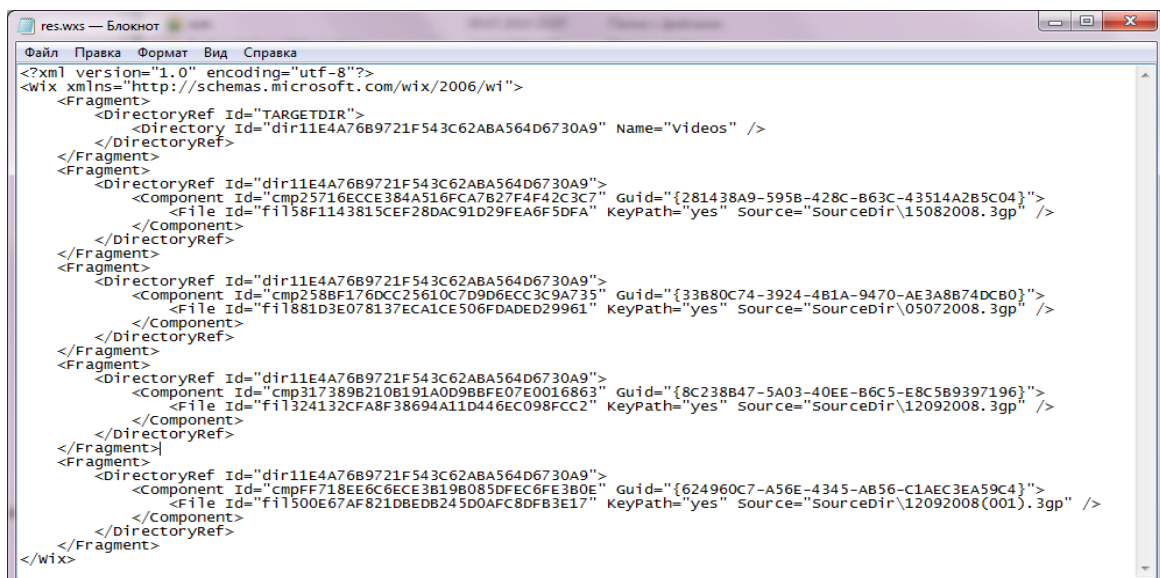 res.wxs — Блокнот
Файл Правка Формат Вид Справка
<?xml version="1.0" encoding="utf-8"?>
<Wix xmlns="http://schemas.microsoft.com/wix/2006/wi">
    <Fragment>
        <DirectoryRef Id="TARGETDIR">
            <Directory Id="dir11E4A76B9721F543C62ABA564D6730A9" Name="Videos" />
        </DirectoryRef>
    </Fragment>
    <Fragment>
        <DirectoryRef Id="dir11E4A76B9721F543C62ABA564D6730A9">
            <Component Id="cmp25716ECCE384A516FCA7B27F4F42C3C7" Guid="{281438A9-595B-428C-B63C-43514A2B5C04}">
                <File Id="fil58F1143815CEF28DAC91D29FEA6F5DFA" KeyPath="yes" Source="SourceDir\15082008.3gp" />
            </Component>
        </DirectoryRef>
    </Fragment>
    <Fragment>
        <DirectoryRef Id="dir11E4A76B9721F543C62ABA564D6730A9">
            <Component Id="cmp258BF176DCC25610C7D9D6ECC3C9A735" Guid="{33B80C74-3924-4B1A-9470-AE3A8B74DCB0}">
                <File Id="fil881D3E078137ECA1CE506FDADED29961" KeyPath="yes" Source="SourceDir\05072008.3gp" />
            </Component>
        </DirectoryRef>
    </Fragment>
    <Fragment>
        <DirectoryRef Id="dir11E4A76B9721F543C62ABA564D6730A9">
            <Component Id="cmp317389B210B191A0D9BBFE07E0016863" Guid="{8C238B47-5A03-40EE-B6C5-E8C5B9397196}">
                <File Id="fil324132CFA8F38694A11D446EC098FCC2" KeyPath="yes" Source="SourceDir\12092008.3gp" />
            </Component>
        </DirectoryRef>
    </Fragment>
    <Fragment>
        <DirectoryRef Id="dir11E4A76B9721F543C62ABA564D6730A9">
            <Component Id="cmpFF718EE6C6ECE3B19B085DFEC6FE3B0E" Guid="{624960C7-A56E-4345-AB56-C1AEC3EA59C4}">
                <File Id="fil500E67AF821DBEDB245D0AFC8DFB3E17" KeyPath="yes" Source="SourceDir\12092008(001).3gp" />
            </Component>
        </DirectoryRef>
    </Fragment>
</Wix>